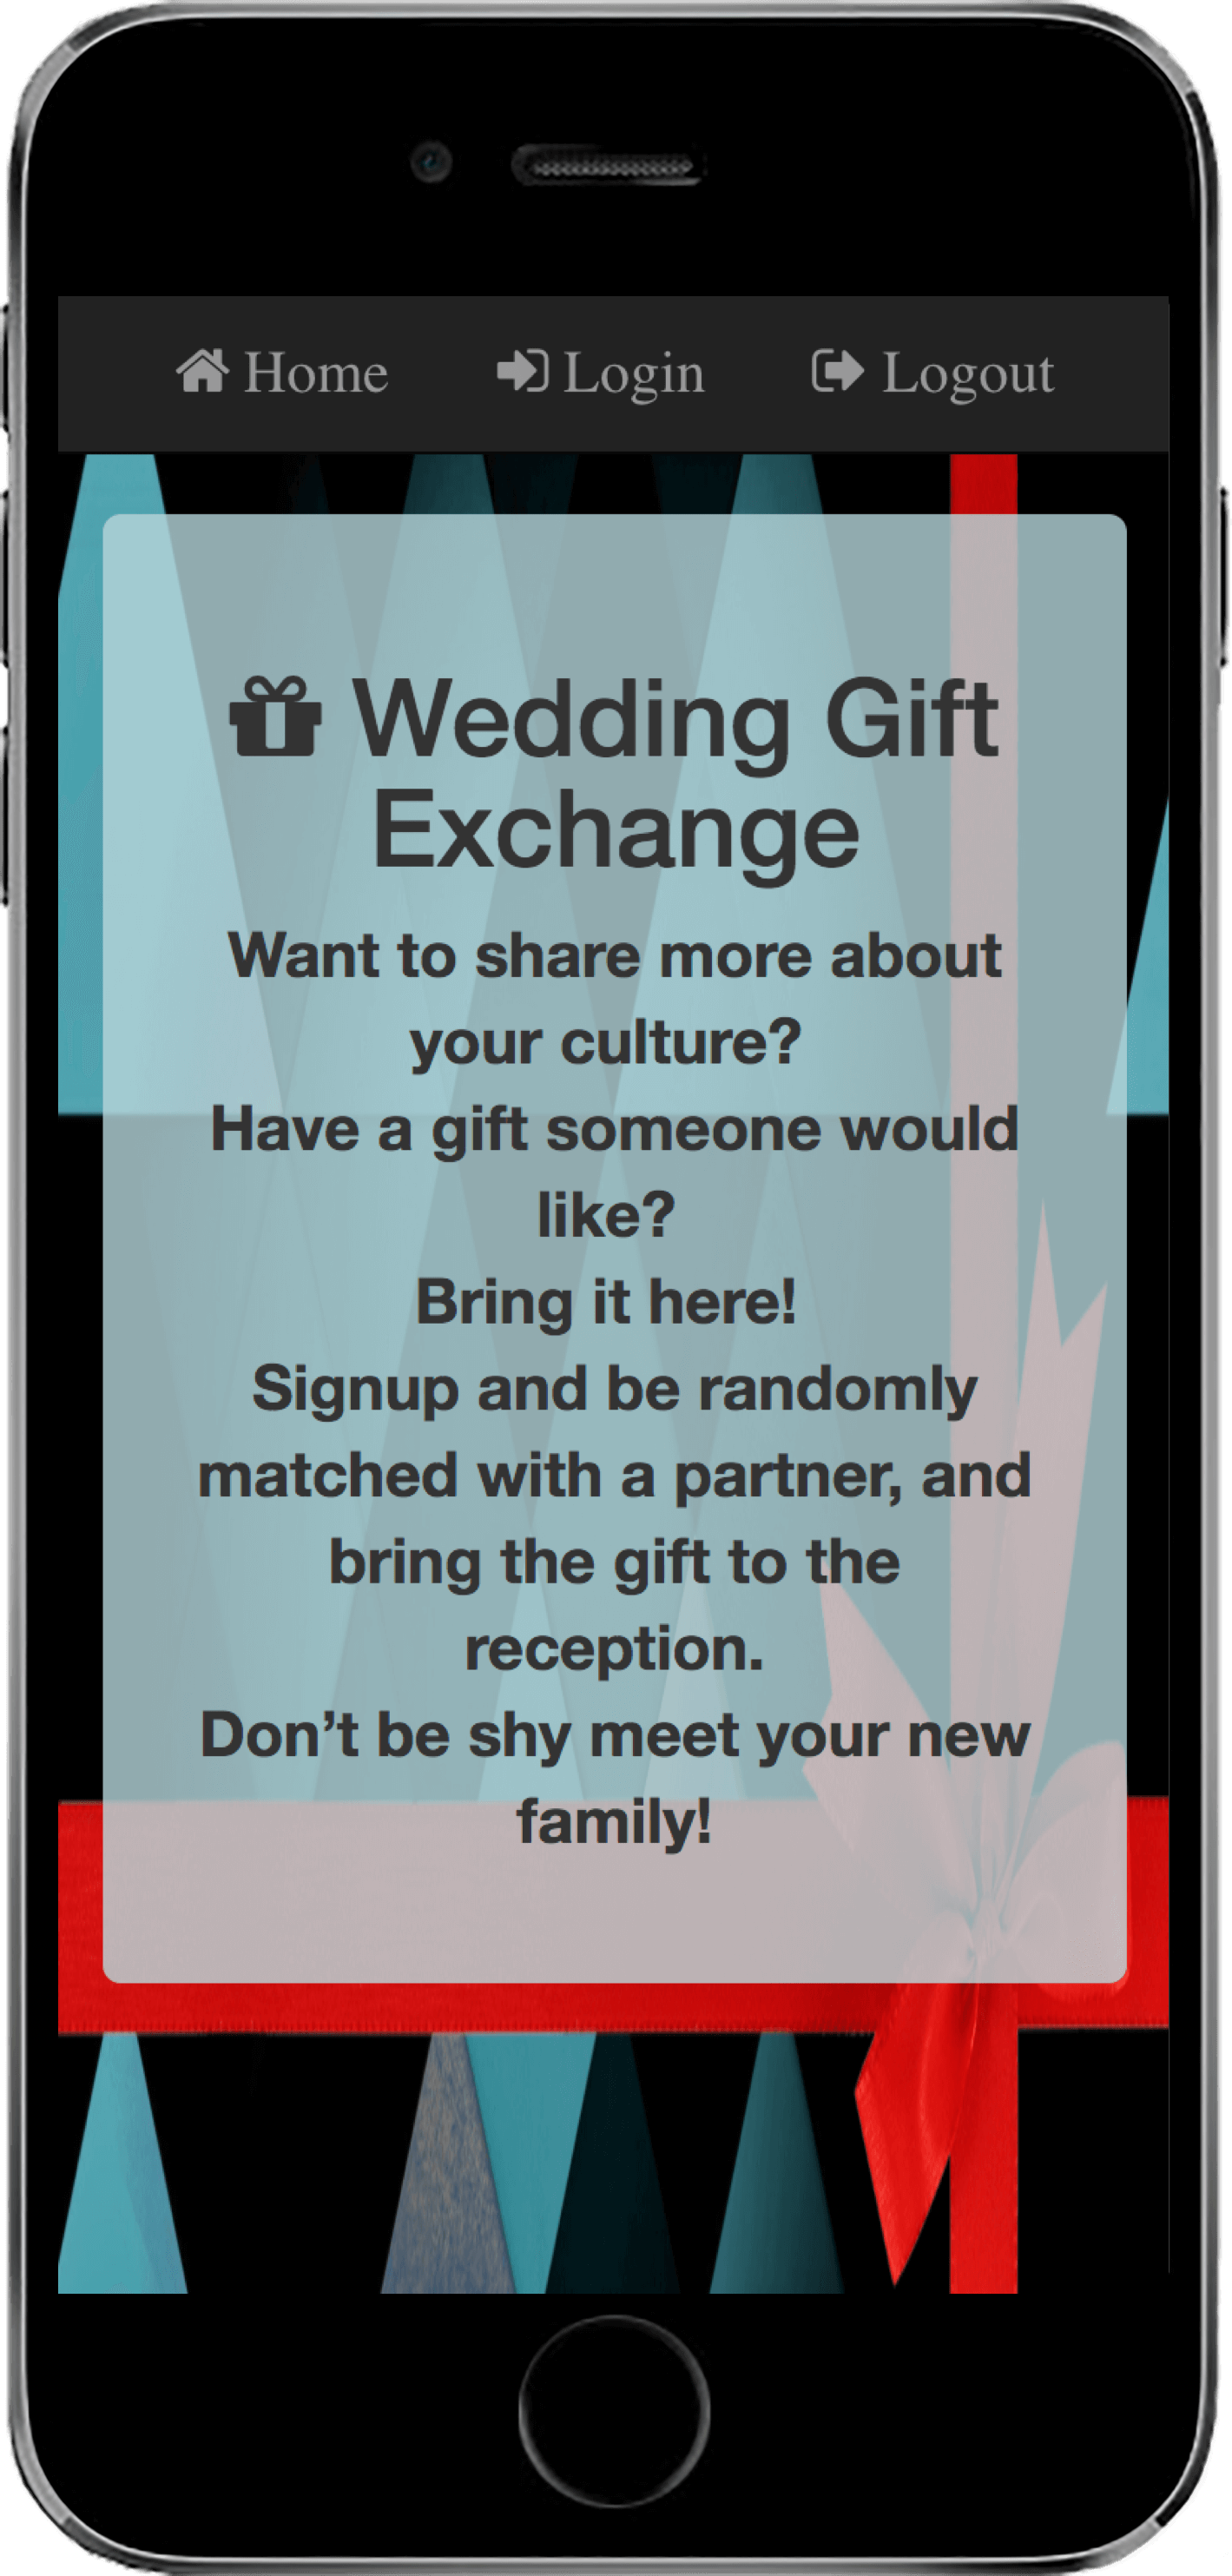 Home Login Logout
Wedding Gift
Exchange
Want to share more about
your culture?
Have a gift someone would
like?
Bring it here!
Signup and be randomly
matched with a partner, and
bring the gift to the
reception.
Don’t be shy meet your new
family!